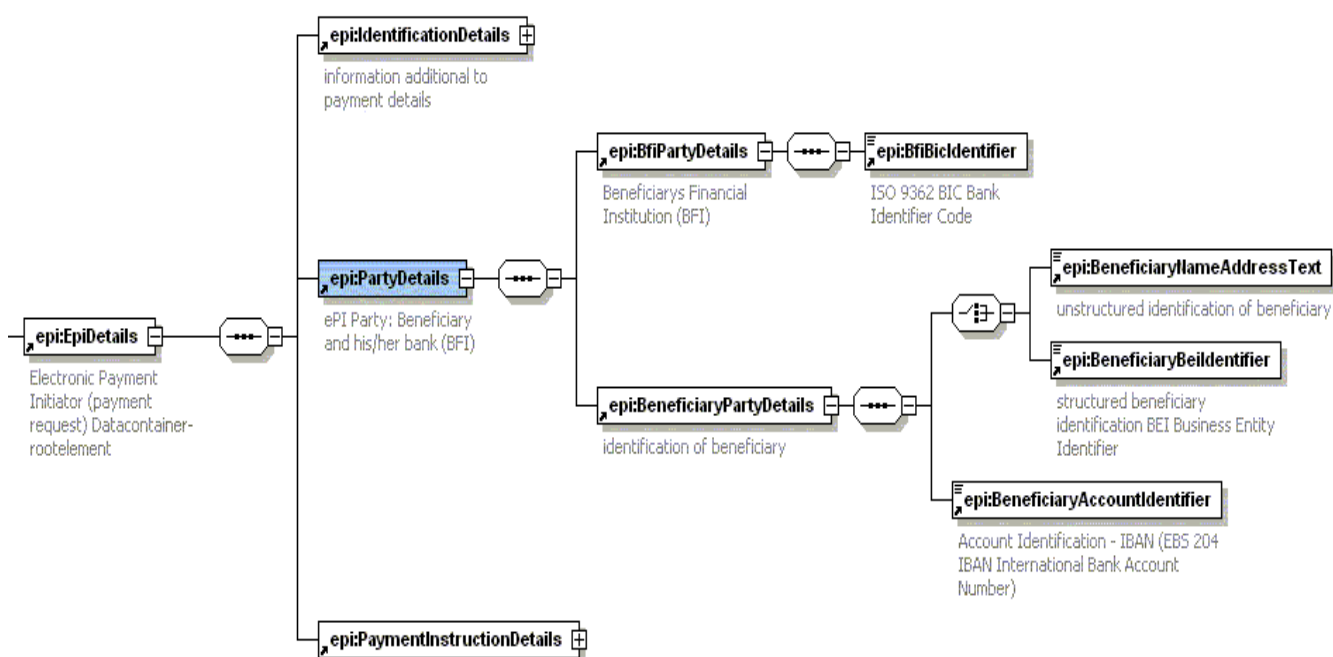 epi:IdentificationDetails
information additional to
payment details
epi:BfiPartyDetails
Beneficiarys Financial
Institution (BFI)
epi:BfiBicIdentifier
ISO 9362 BIC Bank
Identifier Code
epi:PartyDetails
ePI Party: Beneficiary
and his/her bank (BFI)
epi:EpiDetails
Electronic Payment
Initiator (payment
request) Datacontainer-
rootelement
epi:BeneficiaryNameAddressText
unstructured identification of beneficiary
epi:BeneficiaryBeiIdentifier
structured beneficiary
identification BEI Business Entity
Identifier
epi:BeneficiaryPartyDetails
identification of beneficiary
epi:BeneficiaryAccountIdentifier
Account Identification - IBAN (EBS 204
IBAN International Bank Account
Number)
epi:PaymentInstructionDetails